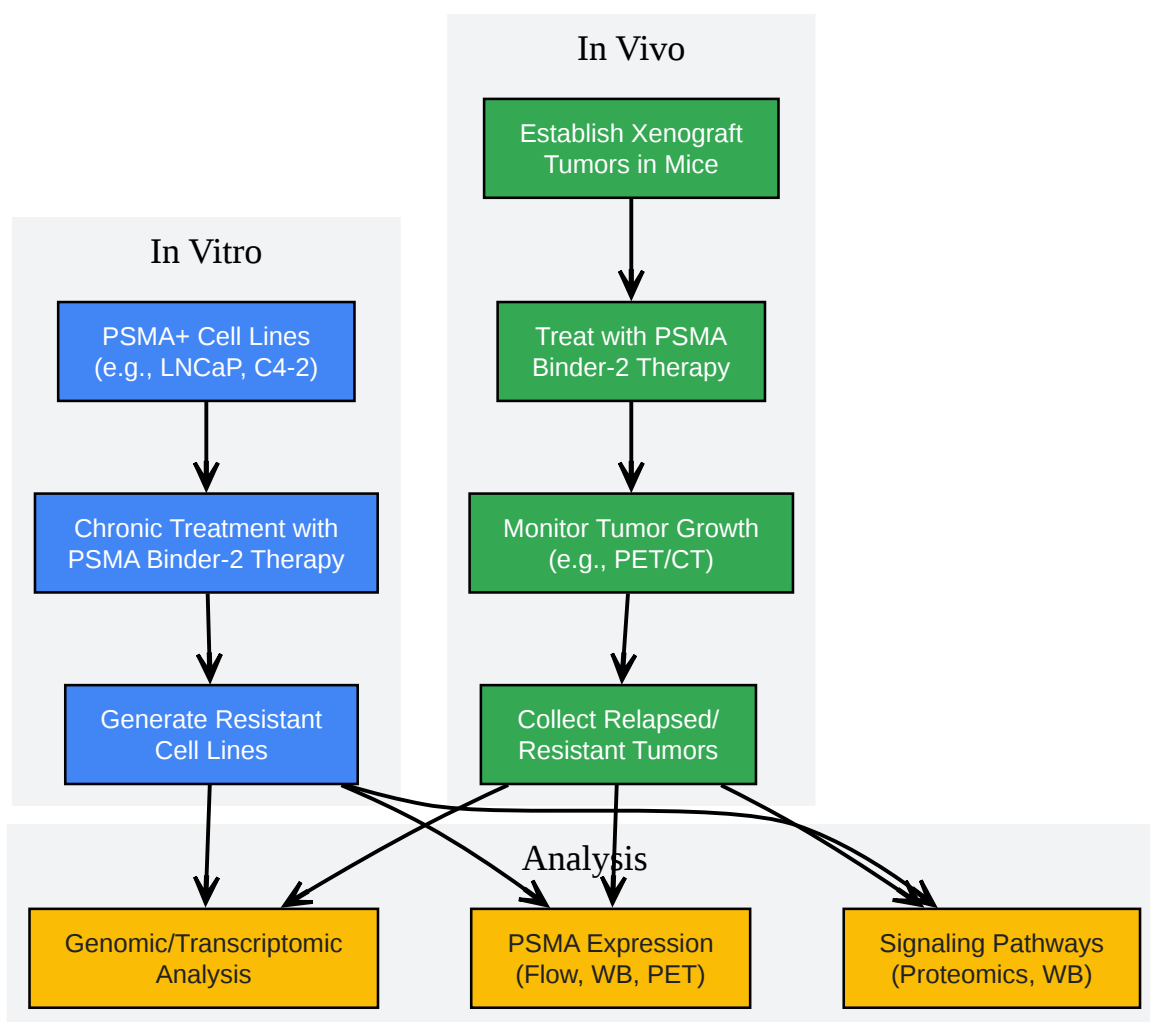 In Vivo
Establish Xenograft
Tumors in Mice
Treat with PSMA
Binder-2 Therapy
Monitor Tumor Growth
(e.g., PET/CT)
Collect Relapsed/
Resistant Tumors
In Vitro
PSMA+ Cell Lines
(e.g., LNCaP, C4-2)
Chronic Treatment with
PSMA Binder-2 Therapy
Generate Resistant
Cell Lines
Analysis
Genomic/Transcriptomic
Analysis
PSMA Expression
(Flow, WB, PET)
Signaling Pathways
(Proteomics, WB)